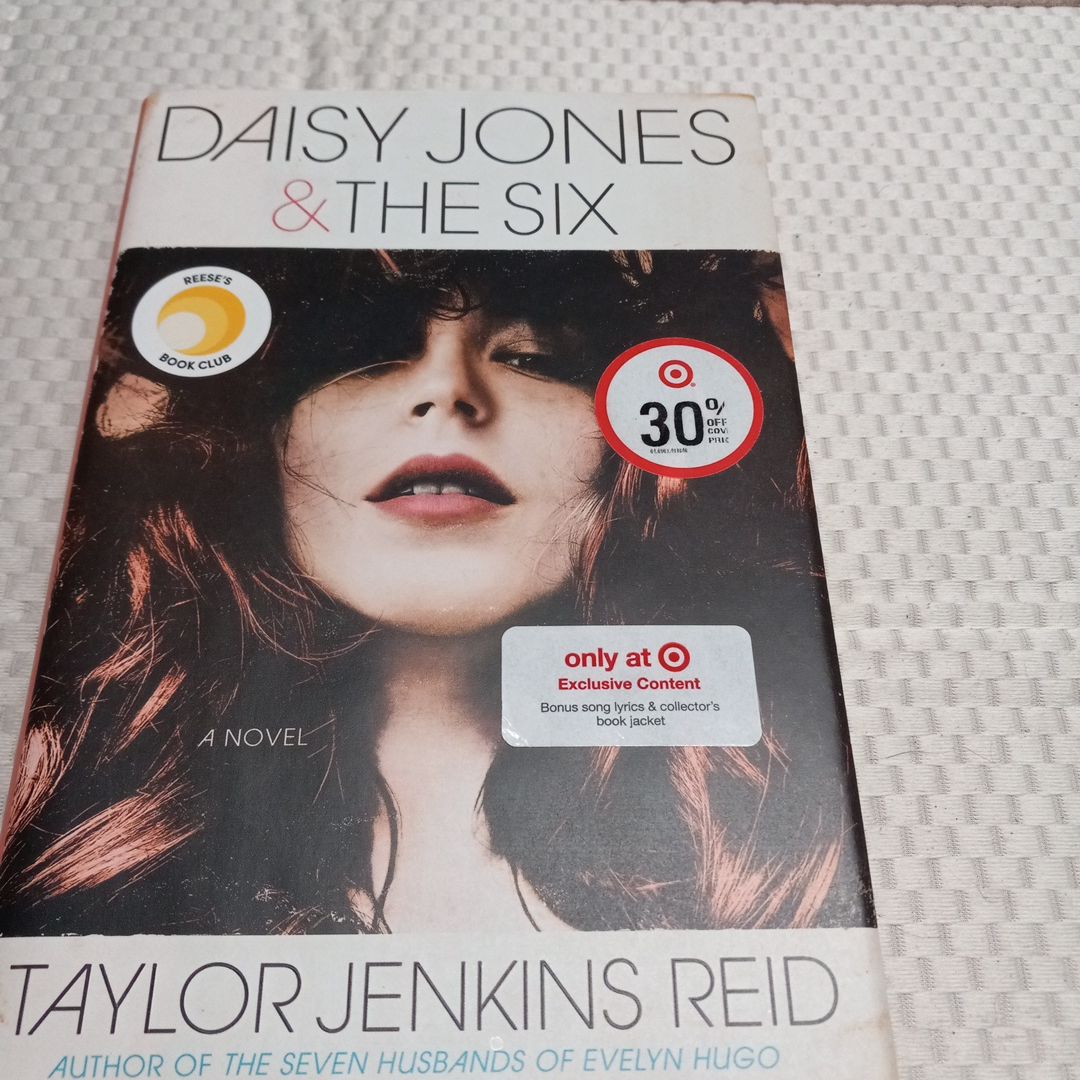 DAISY JONES
& THE SIX
REESE'S
BOOK CLUB
30%
OFF
only at
Exclusive Content
Bonus song lyrics & collector's
book jacket
A NOVEL
TAYLOR JENKINS REID
AUTHOR OF THE SEVEN HUSBANDS OF EVELYN HUGO